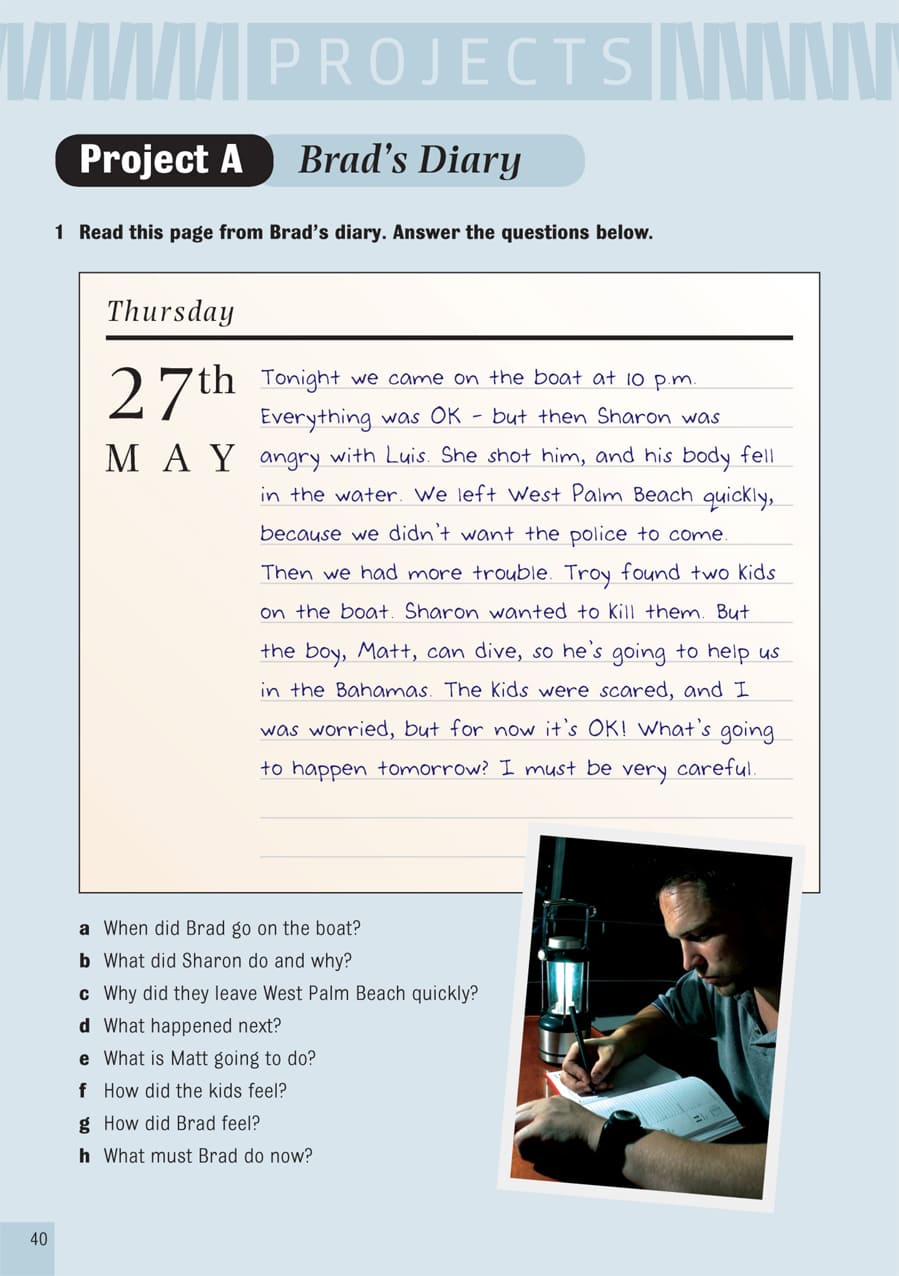 PROJECTS
Project A Brad's Diary
1 Read this page from Brad's diary. Answer the questions below.
Thursday
27th
MAY
Tonight we came on the boat at 10 p.m.
Everything was OK – but then Sharon was
angry with Luis. She shot him, and his body fell
in the water. We left West Palm Beach quickly,
because we didn't want the police to come.
Then we had more trouble. Troy found two kids
on the boat. Sharon wanted to kill them. But
the boy, Matt, can dive, so he's going to help us
in the Bahamas. The kids were scared, and I
was worried, but for now it's OK! What's going
to happen tomorrow? I must be very careful.
a When did Brad go on the boat?
b What did Sharon do and why?
c Why did they leave West Palm Beach quickly?
d What happened next?
e What is Matt going to do?
f How did the kids feel?
g How did Brad feel?
h What must Brad do now?
40